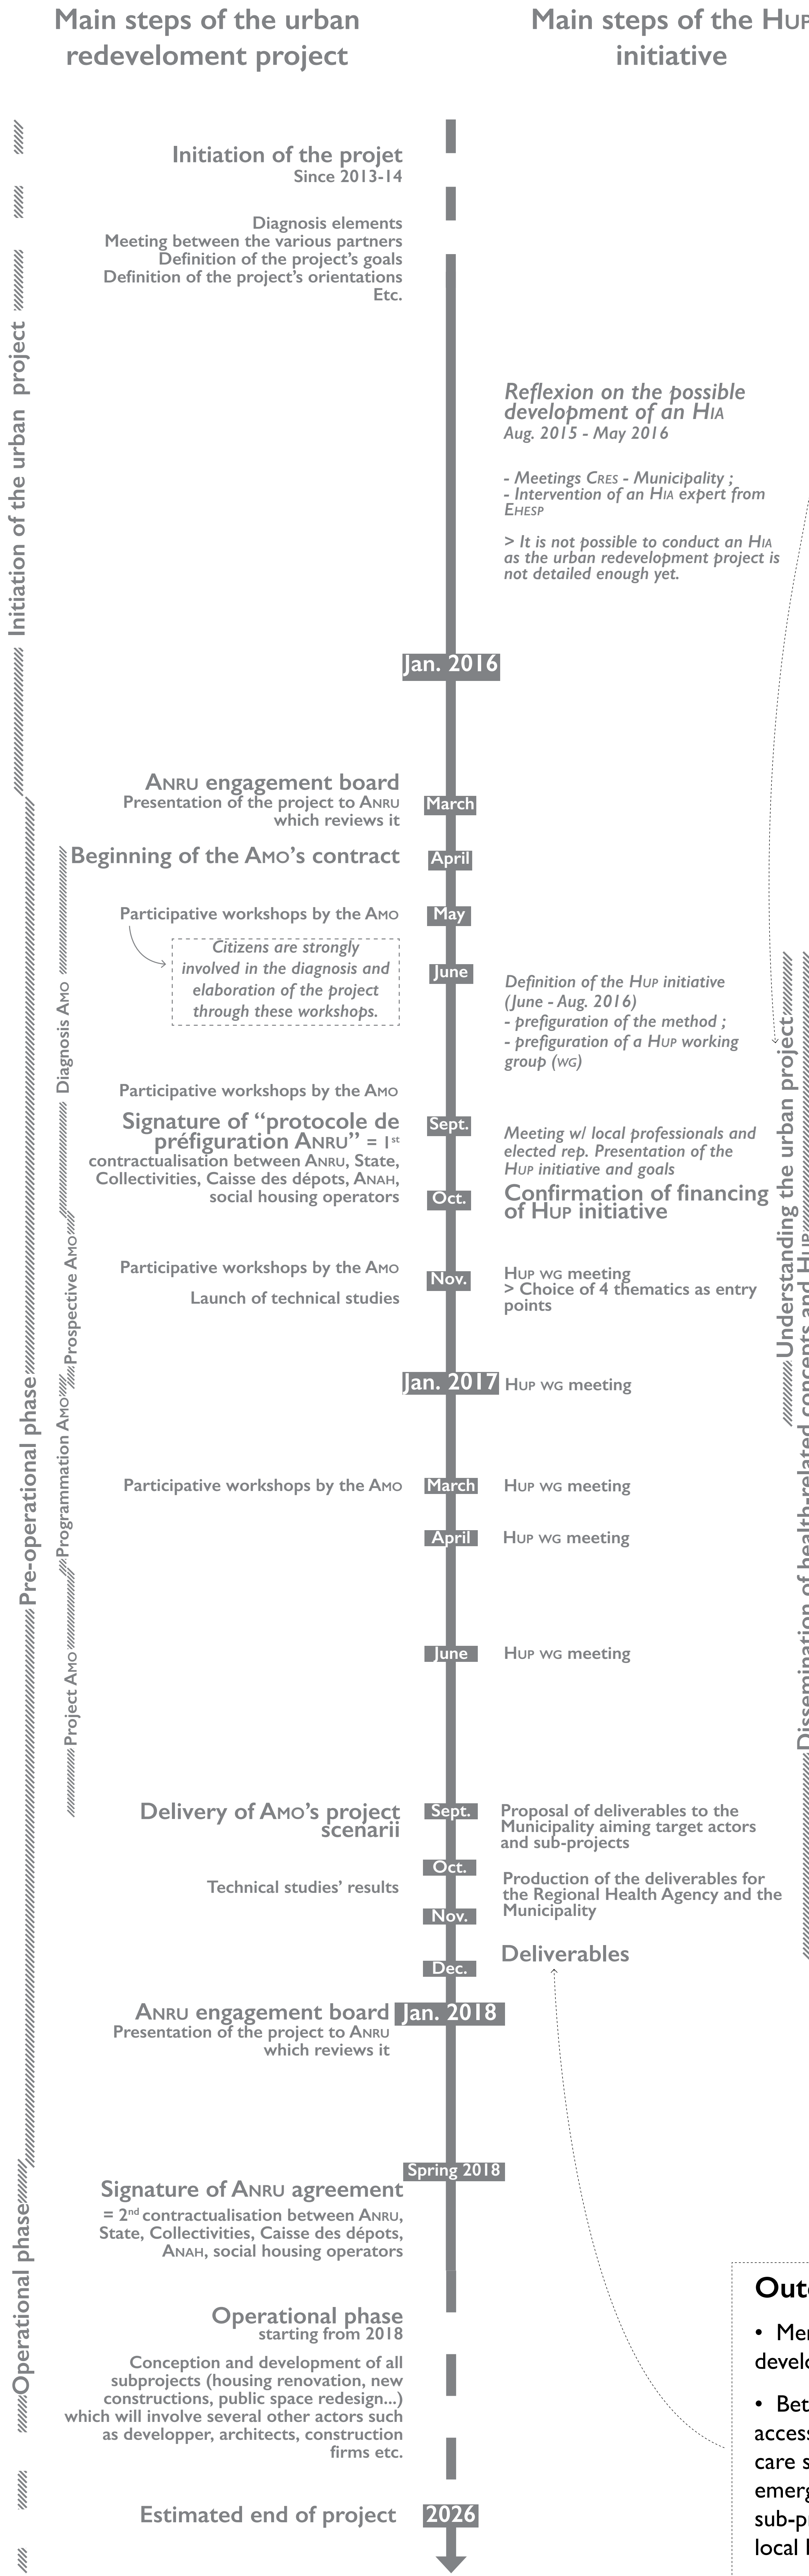 Main steps of the urban
redeveloment project
Main steps of the HUP
initiative
Initiation of the projet
Since 2013-14
Diagnosis elements
Meeting between the various partners
Definition of the project's goals
Definition of the project's orientations
Etc.
Initiation of the urban project
Reflexion on the possible
development of an HIA
Aug. 2015 - May 2016
- Meetings CRES - Municipality ;
- Intervention of an HIA expert from
EHESP
> It is not possible to conduct an HIA
as the urban redevelopment project is
not detailed enough yet.
Jan. 2016
ANRU engagement board
Presentation of the project to ANRU
which reviews it
March
Beginning of the AMO's contract
April
Participative workshops by the AMO
May
Citizens are strongly
involved in the diagnosis and
elaboration of the project
through these workshops.
June
Definition of the HUP initiative
(June - Aug. 2016)
- prefiguration of the method ;
- prefiguration of a HUP working
group (WG)
Diagnosis AMO
Participative workshops by the AMO
Signature of “protocole de
préfiguration ANRU” = 1st
contractualisation between ANRU, State,
Collectivities, Caisse des dépots, ANAH,
social housing operators
Sept.
Meeting w/ local professionals and
elected rep. Presentation of the
HUP initiative and goals
Oct.
Confirmation of financing
of HUP initiative
Understanding the urban project
Dissemination of health-related concepts and HUP
Prospective AMO
Participative workshops by the AMO
Launch of technical studies
Nov.
HUP WG meeting
> Choice of 4 thematics as entry
points
Jan. 2017
HUP WG meeting
Pre-operational phase
Programmation AMO
Participative workshops by the AMO
March
HUP WG meeting
April
HUP WG meeting
June
HUP WG meeting
Project AMO
Delivery of AMO's project
scenarii
Sept.
Proposal of deliverables to the
Municipality aiming target actors
and sub-projects
Oct.
Technical studies' results
Production of the deliverables for
the Regional Health Agency and the
Municipality
Nov.
Deliverables
Dec.
ANRU engagement board
Presentation of the project to ANRU
which reviews it
Jan. 2018
Spring 2018
Signature of ANRU agreement
= 2nd contractualisation between ANRU,
State, Collectivities, Caisse des dépots,
ANAH, social housing operators
Operational phase
Operational phase
starting from 2018
Conception and development of all
subprojects (housing renovation, new
constructions, public space redesign...)
which will involve several other actors such
as developper, architects, construction
firms etc.
Estimated end of project
2026
•
develo
• Bet
access
care s
emerg
sub-p
local